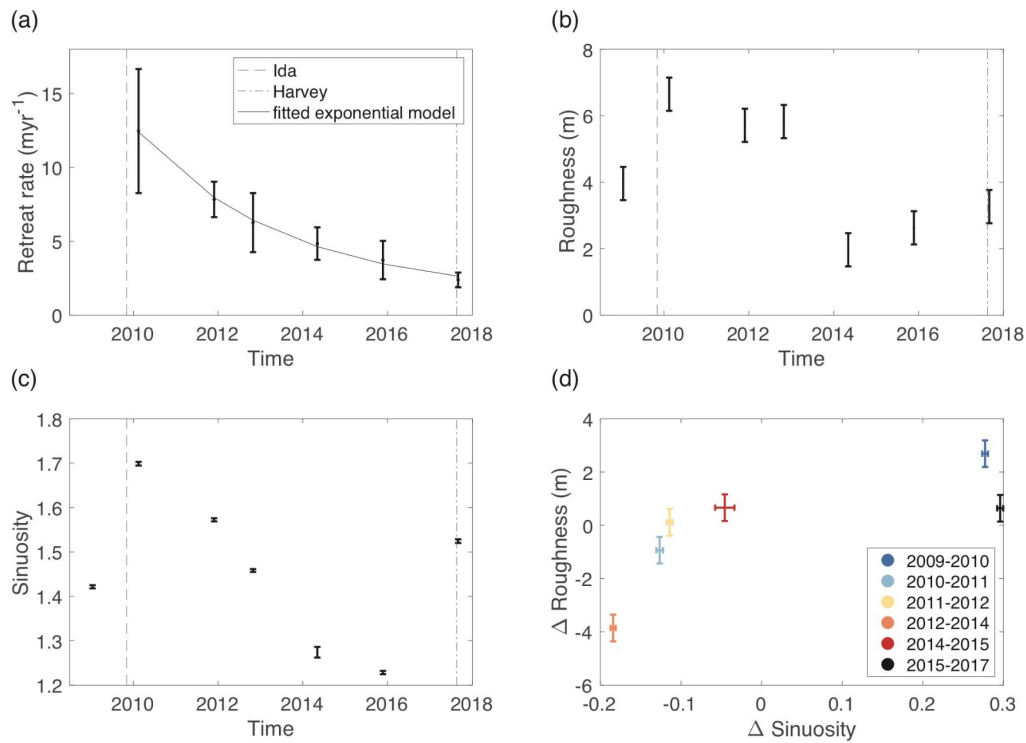 (a)
Retreat rate (myr⁻¹)
15
10
5
0
Ida
Harvey
fitted exponential model
2010 2012 2014 2016 2018
Time
(b)
Roughness (m)
8
6
4
2
0
2010 2012 2014 2016 2018
Time
(c)
Sinuosity
1.8
1.7
1.6
1.5
1.4
1.3
1.2
2010 2012 2014 2016 2018
Time
(d)
Δ Roughness (m)
4
2
0
-2
-4
-6
2009-2010
2010-2011
2011-2012
2012-2014
2014-2015
2015-2017
-0.2 -0.1 0 0.1 0.2 0.3
Δ Sinuosity